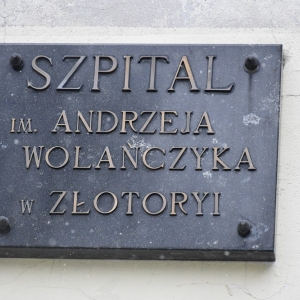 SZPITAL
IM. ANDRZEJA
WOLAŃCZYKA
W ZŁOTORYI